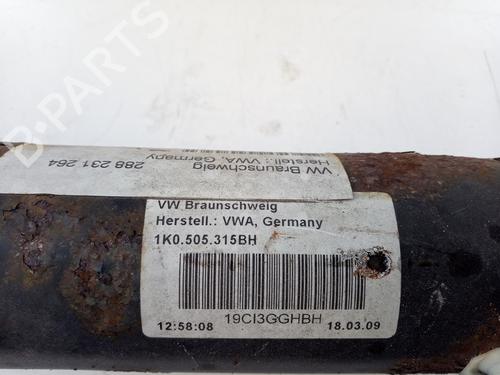 288 231 264
Herstell.: VWA, Germany
VW Braunschweig
VW Braunschweig
Herstell.: VWA, Germany
1K0.505.315BH
19CI3GGHBH
12:58:08 18.03.09